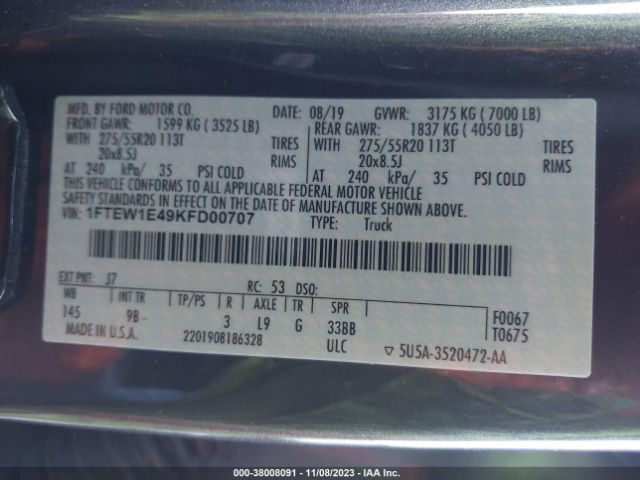 MFD. BY FORD MOTOR CO. DATE: 08/19 GVWR: 3175 KG ( 7000 LB)
FRONT GAWR: 1599 KG ( 3525 LB) REAR GAWR: 1837 KG ( 4050 LB)
WITH 275/55R20 113T TIRES WITH 275/55R20 113T TIRES
20x8.5J RIMS 20x8.5J RIMS
AT 240 kPa/ 35 PSI COLD AT 240 kPa/ 35 PSI COLD
THIS VEHICLE CONFORMS TO ALL APPLICABLE FEDERAL MOTOR VEHICLE
SAFETY STANDARDS IN EFFECT ON THE DATE OF MANUFACTURE SHOWN ABOVE.
VIN: 1FTEW1E49KFD00707 TYPE: Truck
EXT PNT: J7 RC: 53 DSO:
WB INT TR TP/PS R AXLE TR SPR F0067
145 9B- 3 L9 G 33BB T0675
MADE IN U.S.A. 2201908186328 ULC ▽ 5U5A-3520472-AA
000-38008091 - 11/08/2023 - IAA Inc.